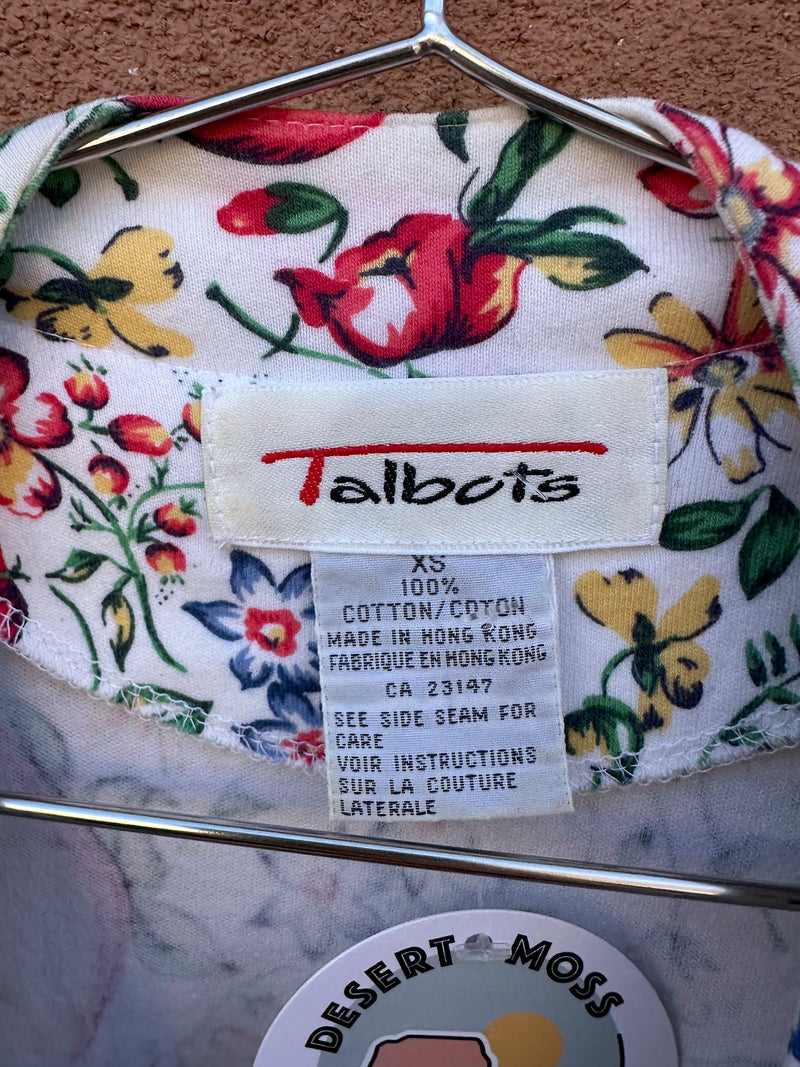 Talbots
XS
100%
COTTON/COTON
MADE IN HONG KONG
FABRIQUE EN HONG KONG
CA 23147
SEE SIDE SEAM FOR
CARE
VOIR INSTRUCTIONS
SUR LA COUTURE
LATERALE
DESERT MOSS